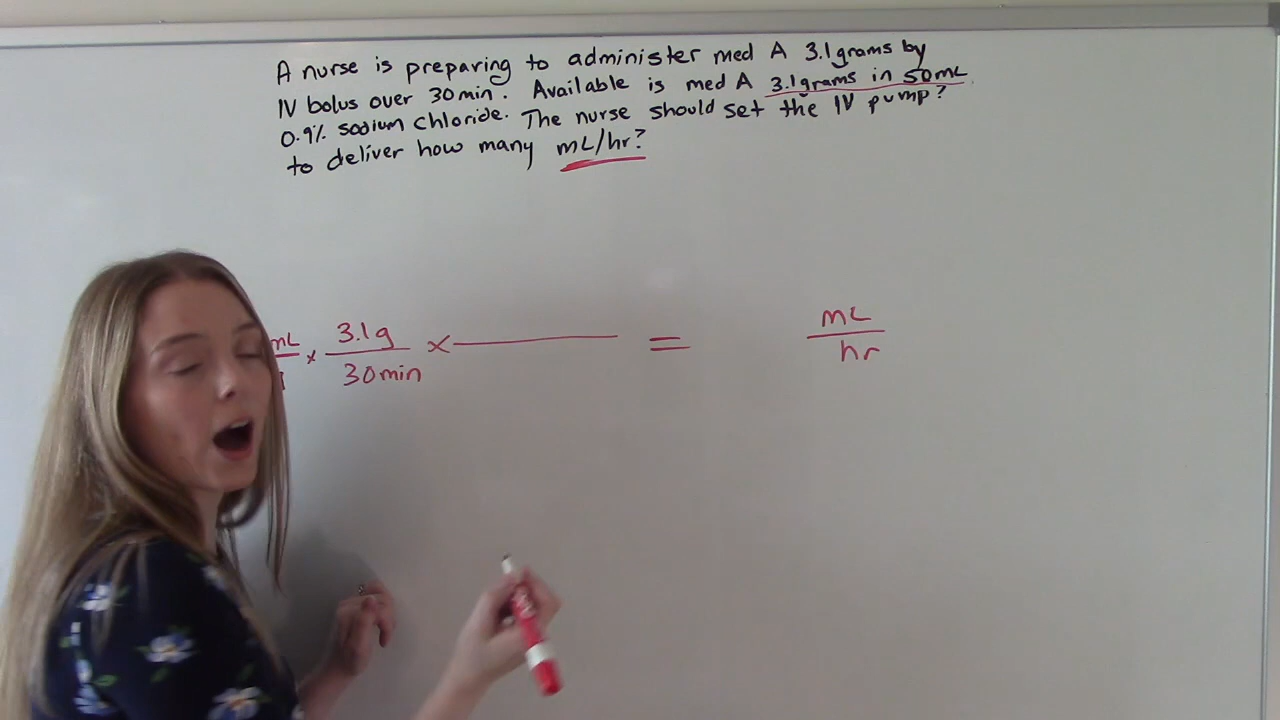 A nurse is preparing to administer med A 3.1grams by
IV bolus over 30min. Available is med A 3.1grams in 50mL
0.9% sodium chloride. The nurse should set the IV pump?
to deliver how many mL/hr?
mL × 3.1g × =  mL
30min hr